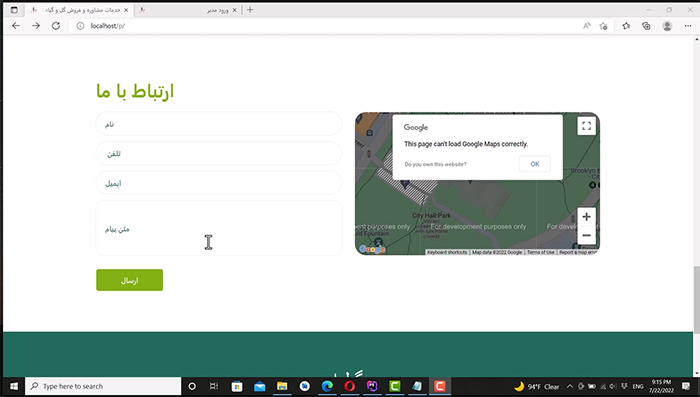 خدمات مشاوره و فروش گل و گیاه
ورود مدیر
localhost/p/
ارتباط با ما
نام
تلفن
ایمیل
متن پیام
ارسال
Google
This page can't load Google Maps correctly.
Do you own this website?
OK
City Hall Park
For development purposes only
For development purposes only
Google
Keyboard shortcuts
Map data ©2022 Google
Terms of Use
Report a map error
Type here to search
94°F Clear
ENG
9:15 PM
7/22/2022